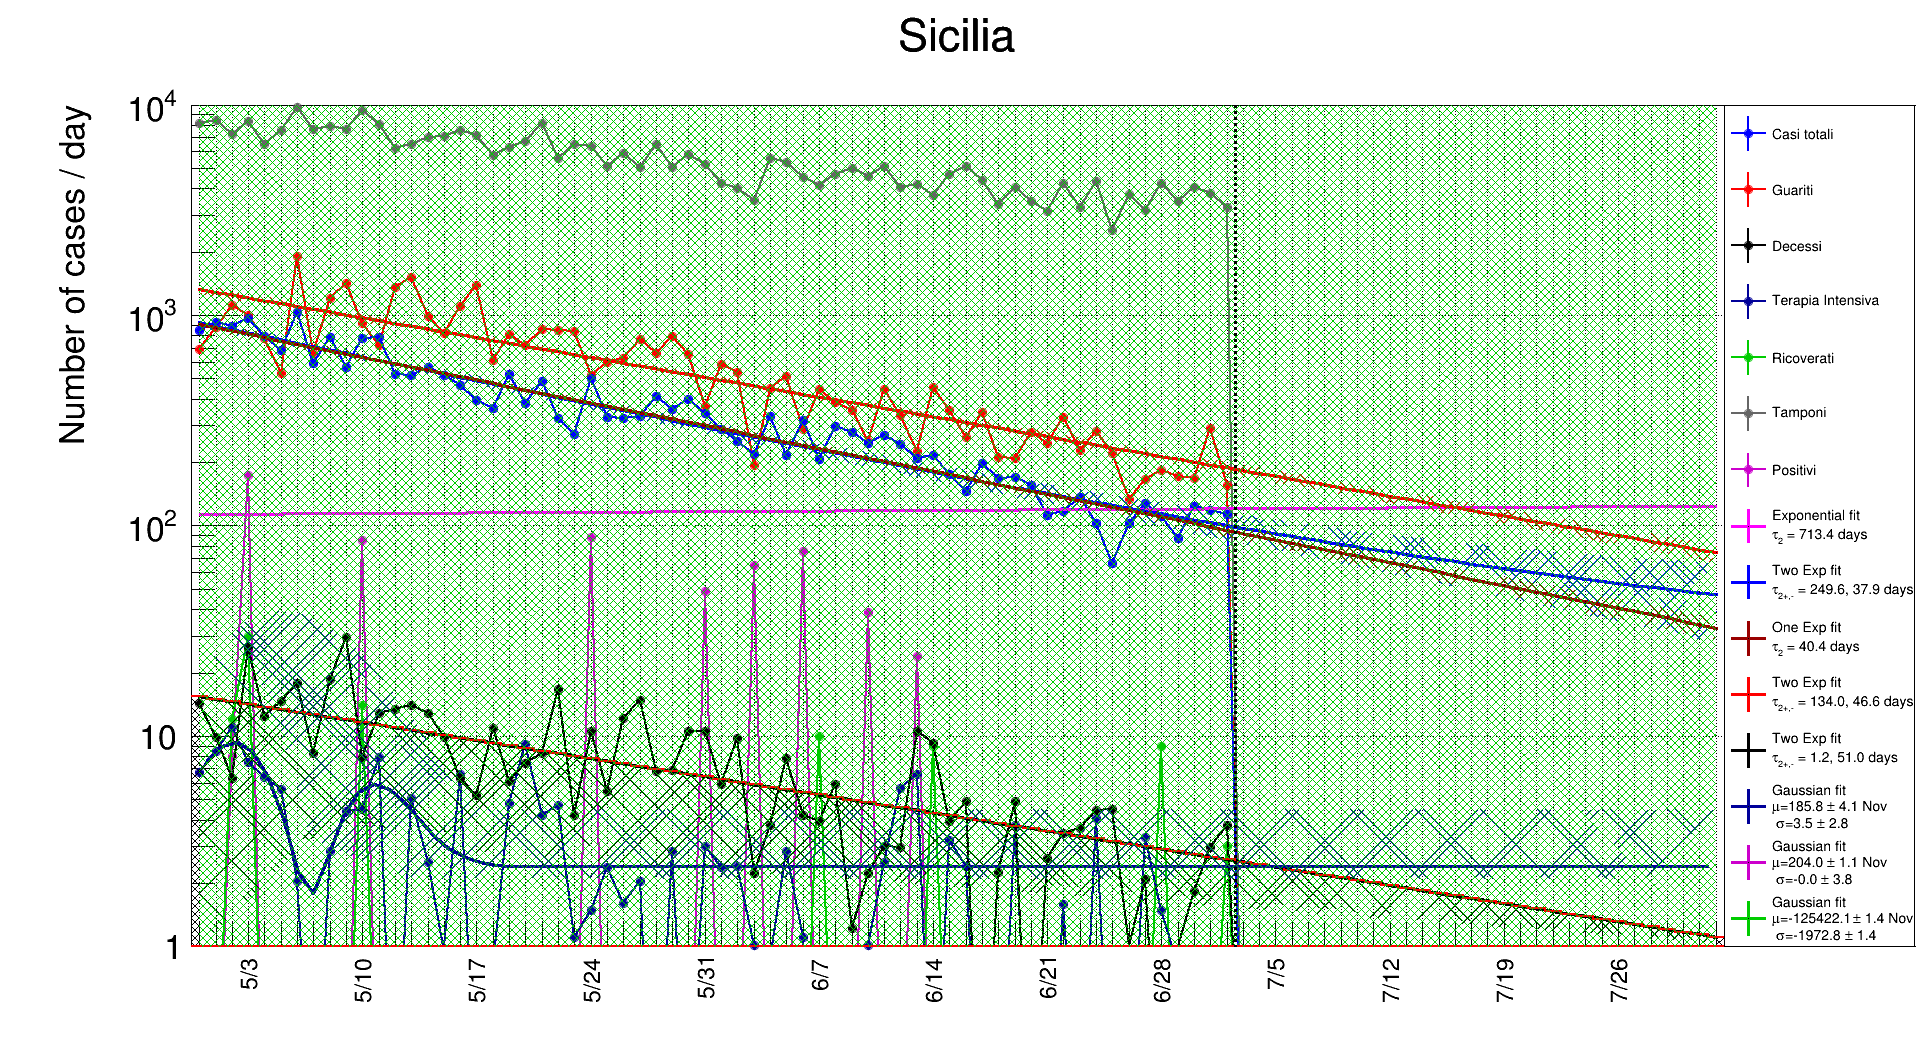 Sicilia
Number of cases / day
10⁴
10³
10²
10
1
5/3
5/10
5/17
5/24
5/31
6/7
6/14
6/21
6/28
7/5
7/12
7/19
7/26
Casi totali
Guariti
Decessi
Terapia Intensiva
Ricoverati
Tamponi
Positivi
Exponential fit
τ₂ = 713.4 days
Two Exp fit
τ₂₊,₋ = 249.6, 37.9 days
One Exp fit
τ₂ = 40.4 days
Two Exp fit
τ₂₊,₋ = 134.0, 46.6 days
Two Exp fit
τ₂₊,₋ = 1.2, 51.0 days
Gaussian fit
μ=185.8 ± 4.1 Nov
σ=3.5 ± 2.8
Gaussian fit
μ=204.0 ± 1.1 Nov
σ=-0.0 ± 3.8
Gaussian fit
μ=-125422.1 ± 1.4 Nov
σ=-1972.8 ± 1.4